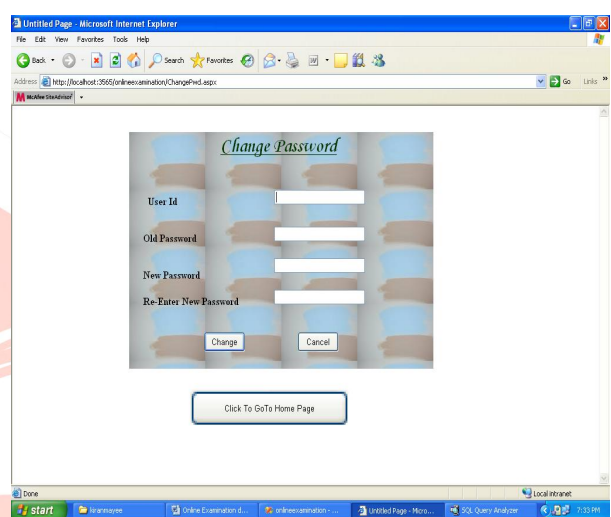 Untitled Page - Microsoft Internet Explorer
File Edit View Favorites Tools Help
Back Search Favorites
Address http://localhost:3565/onlineexamination/ChangePwd.aspx Go Links »
McAfee SiteAdvisor
Change Password
User Id
Old Password
New Password
Re-Enter New Password
Change Cancel
Click To GoTo Home Page
Done Local intranet
start kiranmayee Online Examination d... onlineexamination - ... Untitled Page - Micro... SQL Query Analyzer 7:33 PM